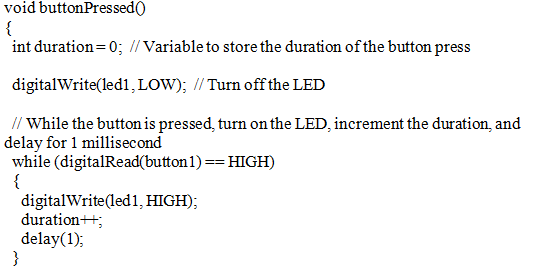 void buttonPressed()
{
int duration = 0; // Variable to store the duration of the button press
digitalWrite(led1, LOW); // Turn off the LED
// While the button is pressed, turn on the LED, increment the duration, and
delay for 1 millisecond
while (digitalRead(button1) == HIGH)
{
digitalWrite(led1, HIGH);
duration++;
delay(1);
}